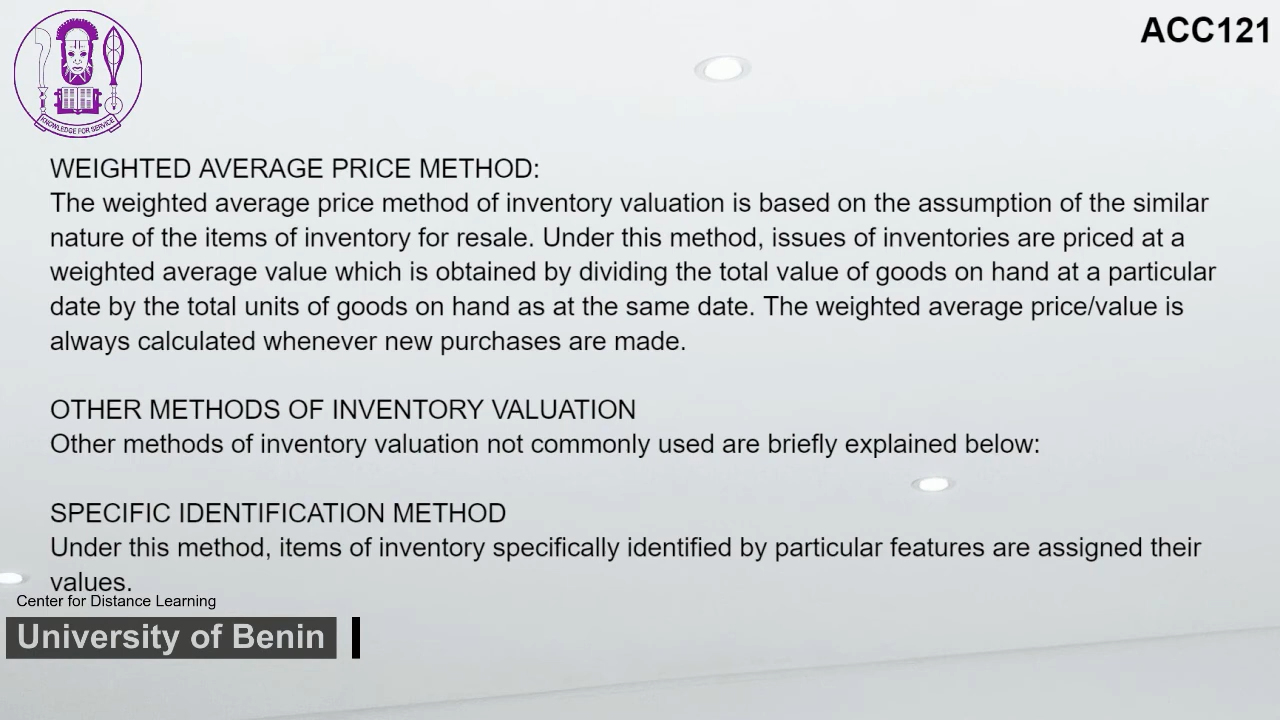 ACC121
KNOWLEDGE FOR SERVICE
WEIGHTED AVERAGE PRICE METHOD:
The weighted average price method of inventory valuation is based on the assumption of the similar
nature of the items of inventory for resale. Under this method, issues of inventories are priced at a
weighted average value which is obtained by dividing the total value of goods on hand at a particular
date by the total units of goods on hand as at the same date. The weighted average price/value is
always calculated whenever new purchases are made.
OTHER METHODS OF INVENTORY VALUATION
Other methods of inventory valuation not commonly used are briefly explained below:
SPECIFIC IDENTIFICATION METHOD
Under this method, items of inventory specifically identified by particular features are assigned their
values.
Center for Distance Learning
University of Benin